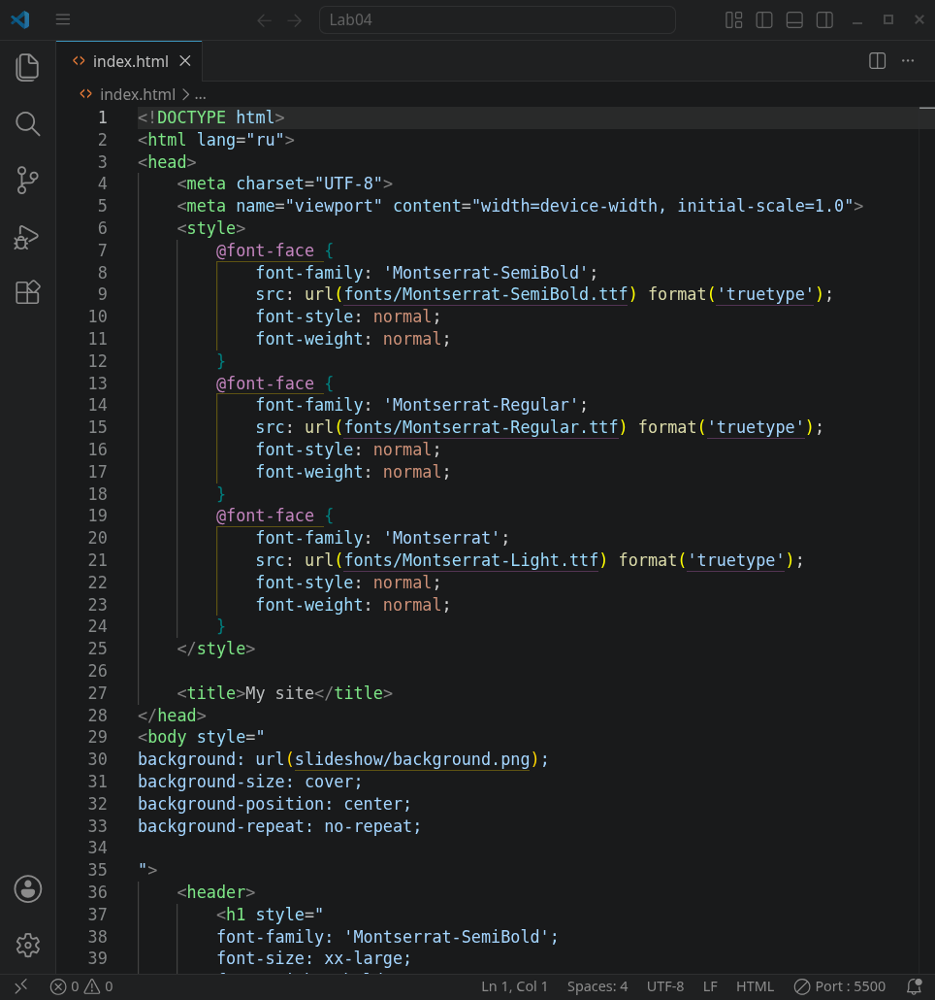 Lab04
index.html
index.html > ...
1 <!DOCTYPE html>
2 <html lang="ru">
3 <head>
4 <meta charset="UTF-8">
5 <meta name="viewport" content="width=device-width, initial-scale=1.0">
6 <style>
7 @font-face {
8 font-family: 'Montserrat-SemiBold';
9 src: url(fonts/Montserrat-SemiBold.ttf) format('truetype');
10 font-style: normal;
11 font-weight: normal;
12 }
13 @font-face {
14 font-family: 'Montserrat-Regular';
15 src: url(fonts/Montserrat-Regular.ttf) format('truetype');
16 font-style: normal;
17 font-weight: normal;
18 }
19 @font-face {
20 font-family: 'Montserrat';
21 src: url(fonts/Montserrat-Light.ttf) format('truetype');
22 font-style: normal;
23 font-weight: normal;
24 }
25 </style>
26
27 <title>My site</title>
28 </head>
29 <body style="
30 background: url(slideshow/background.png);
31 background-size: cover;
32 background-position: center;
33 background-repeat: no-repeat;
34
35 ">
36 <header>
37 <h1 style="
38 font-family: 'Montserrat-SemiBold';
39 font-size: xx-large;
0 0 Ln 1, Col 1 Spaces: 4 UTF-8 LF HTML Port : 5500